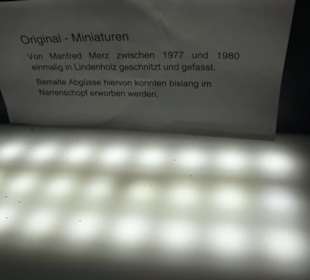 Original - Miniaturen
Von Manfred Merz zwischen 1977 und 1980
einmalig in Lindenholz geschnitzt und gefasst.
Bemalte Abgüsse hiervon konnten bislang im
Narrenschopf erworben werden.